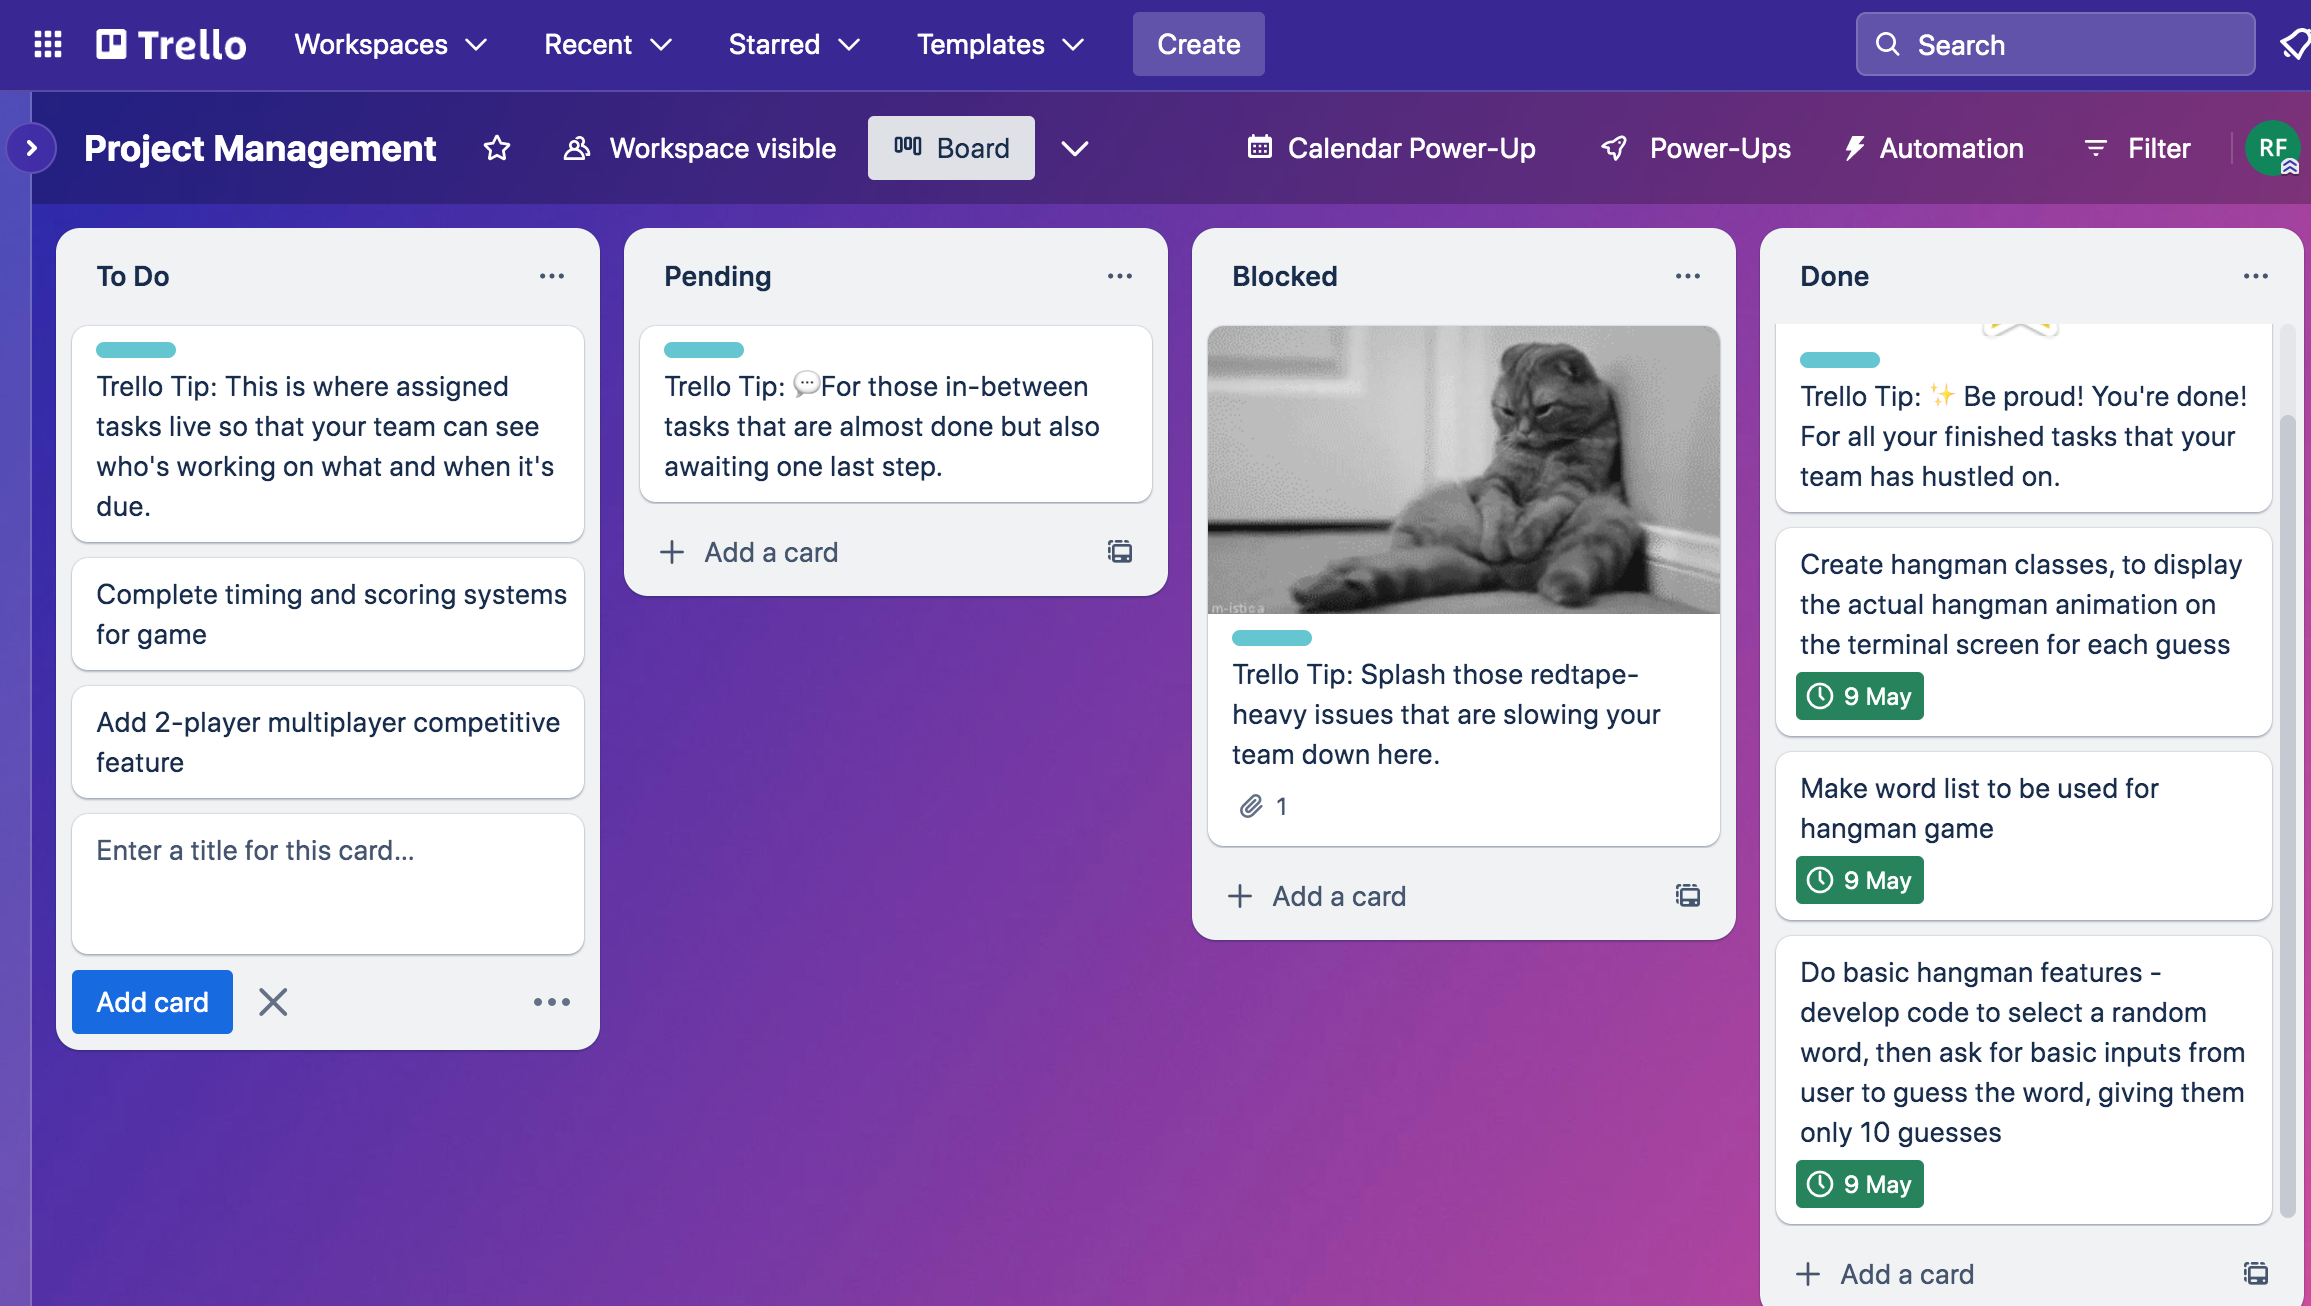 Trello
Workspaces
Recent
Starred
Templates
Create
Search
Project Management
Workspace visible
Board
Calendar Power-Up
Power-Ups
Automation
Filter
RF
To Do
Trello Tip: This is where assigned
tasks live so that your team can see
who's working on what and when it's
due.
Complete timing and scoring systems
for game
Add 2-player multiplayer competitive
feature
Enter a title for this card...
Add card
Pending
Trello Tip: 💬For those in-between
tasks that are almost done but also
awaiting one last step.
Add a card
Blocked
m-istica
Trello Tip: Splash those redtape-
heavy issues that are slowing your
team down here.
1
Add a card
Done
Trello Tip: ✨ Be proud! You're done!
For all your finished tasks that your
team has hustled on.
Create hangman classes, to display
the actual hangman animation on
the terminal screen for each guess
9 May
Make word list to be used for
hangman game
9 May
Do basic hangman features -
develop code to select a random
word, then ask for basic inputs from
user to guess the word, giving them
only 10 guesses
9 May
Add a card